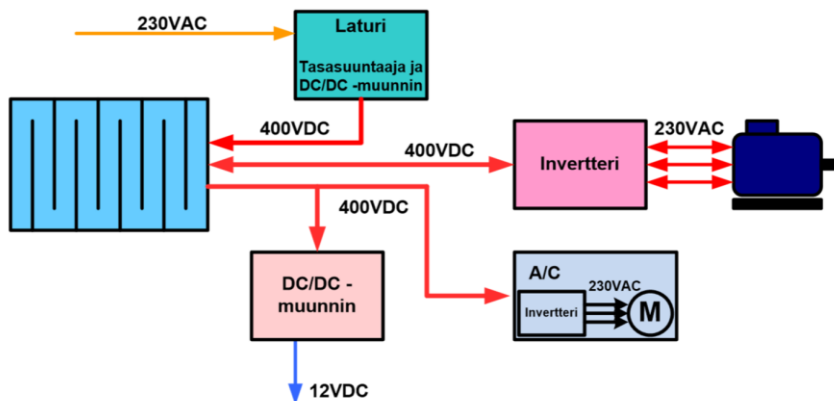 230VAC
Laturi
Tasasuuntaaja ja
DC/DC -muunnin
400VDC
400VDC
Invertteri
230VAC
400VDC
DC/DC -
muunnin
12VDC
A/C
230VAC
Invertteri
M